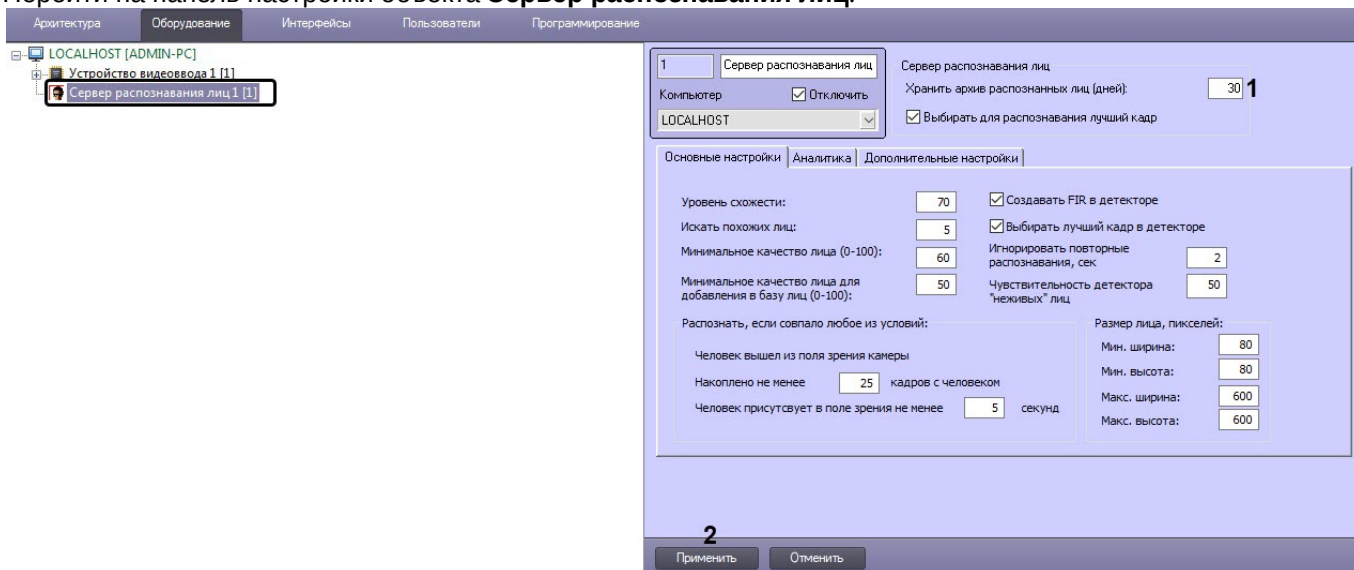 Перейти на панель настройки объекта Сервер распознавания лиц.
Архитектура Оборудование Интерфейсы Пользователи Программирование
LOCALHOST [ADMIN-PC]
Устройство видеоввода 1 [1]
Сервер распознавания лиц 1 [1]
1 Сервер распознавания лиц
Компьютер Отключить
LOCALHOST
Сервер распознавания лиц
Хранить архив распознанных лиц (дней): 30 1
Выбирать для распознавания лучший кадр
Основные настройки Аналитика Дополнительные настройки
Уровень схожести: 70
Искать похожих лиц: 5
Минимальное качество лица (0-100): 60
Минимальное качество лица для
добавления в базу лиц (0-100): 50
Создавать FIR в детекторе
Выбирать лучший кадр в детекторе
Игнорировать повторные
распознавания, сек 2
Чувствительность детектора 50
"неживых" лиц
Распознать, если совпало любое из условий:
Человек вышел из поля зрения камеры
Накоплено не менее 25 кадров с человеком
Человек присутсвует в поле зрения не менее 5 секунд
Размер лица, пикселей:
Мин. ширина: 80
Мин. высота: 80
Макс. ширина: 600
Макс. высота: 600
2
Применить Отменить